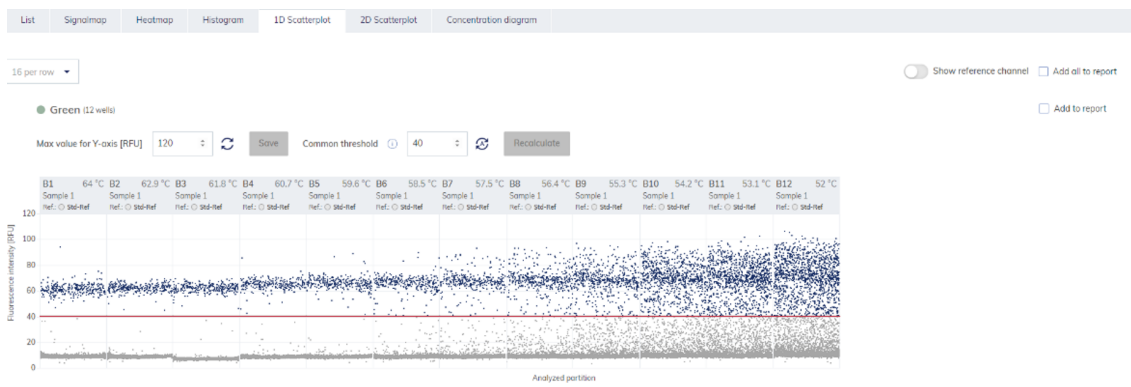 List Signalmap Heatmap Histogram 1D Scatterplot 2D Scatterplot Concentration diagram
16 per row Show reference channel Add all to report
Green (12 wells) Add to report
Max value for Y-axis [RFU] 120 Save Common threshold 40 Recalculate
B1 64 °C B2 62.9 °C B3 61.8 °C B4 60.7 °C B5 59.6 °C B6 58.5 °C B7 57.5 °C B8 56.4 °C B9 55.3 °C B10 54.2 °C B11 53.1 °C B12 52 °C
Sample 1 Sample 1 Sample 1 Sample 1 Sample 1 Sample 1 Sample 1 Sample 1 Sample 1 Sample 1 Sample 1 Sample 1
Ref.: Std-Ref Ref.: Std-Ref Ref.: Std-Ref Ref.: Std-Ref Ref.: Std-Ref Ref.: Std-Ref Ref.: Std-Ref Ref.: Std-Ref Ref.: Std-Ref Ref.: Std-Ref Ref.: Std-Ref Ref.: Std-Ref
120
100
80
60
40
20
0
Fluorescence intensity [RFU]
Analyzed partition